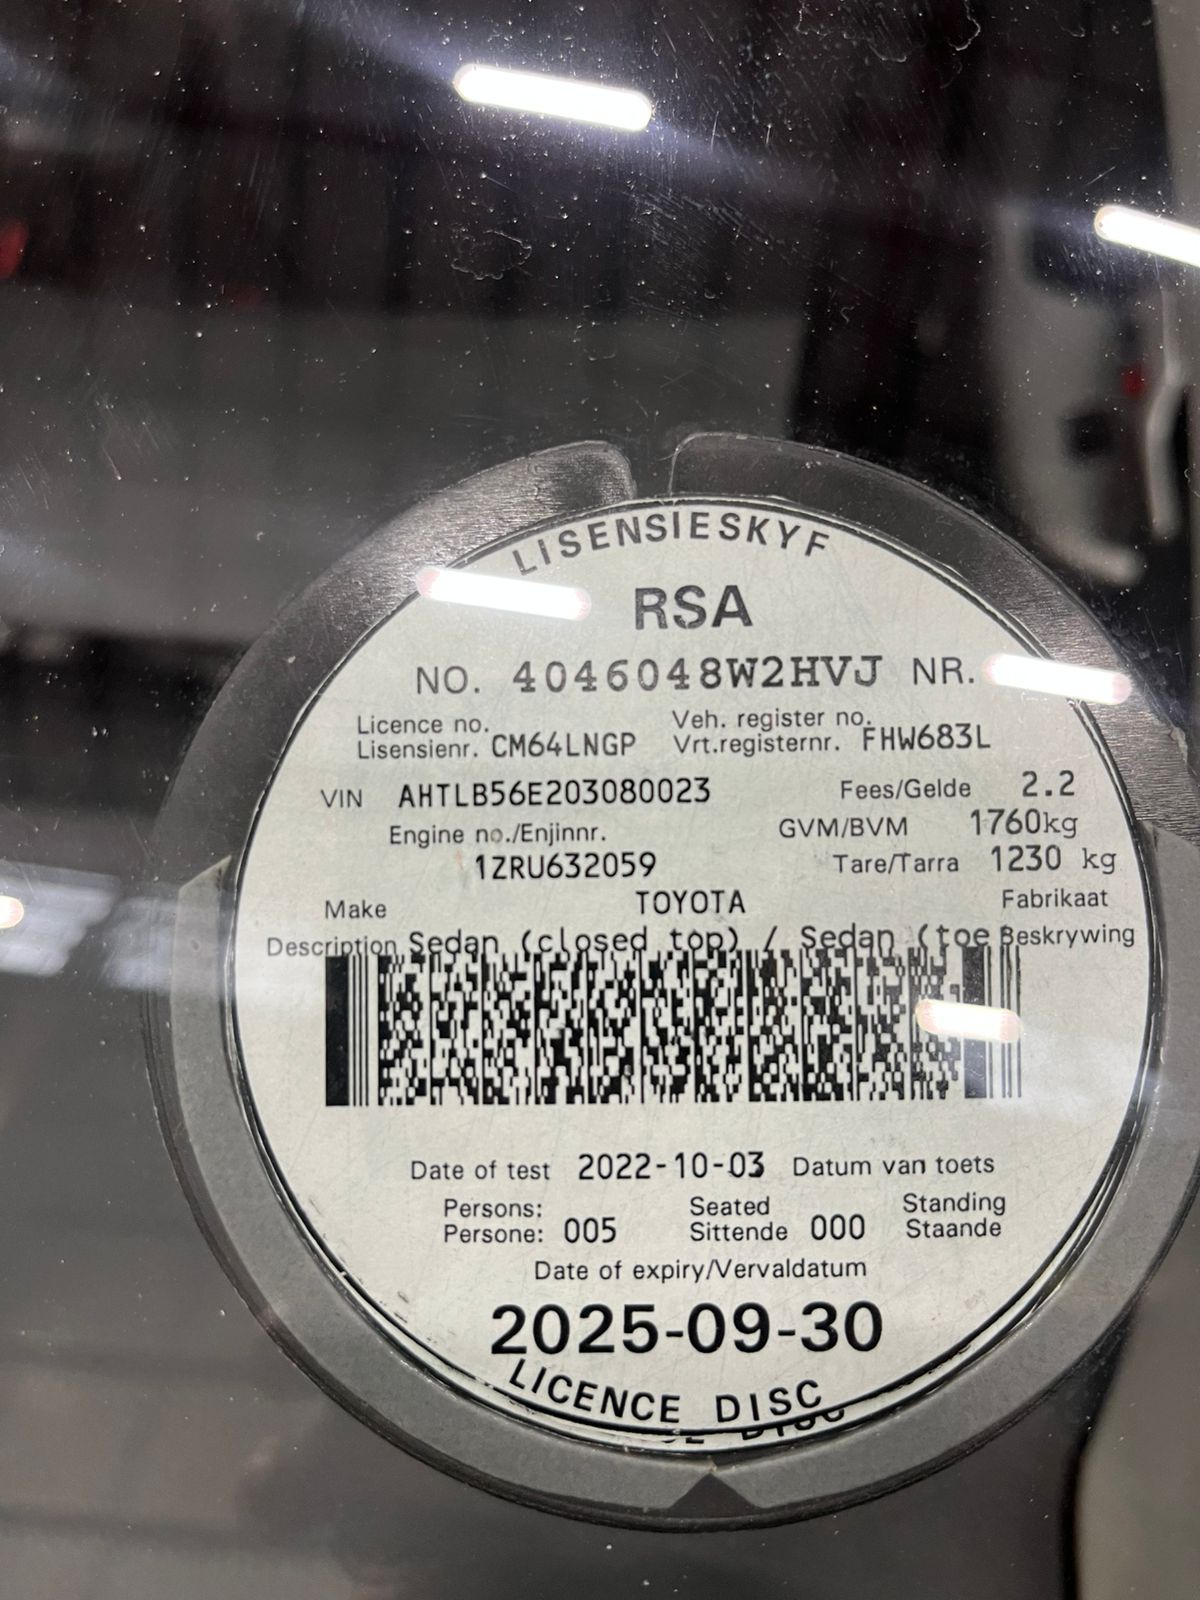 LISENSIESKYF
RSA
NO. 4046048W2HVJ NR.
Licence no. Veh. register no.
Lisensienr. CM64LNGP Vrt.registernr. FHW683L
VIN AHTLB56E203080023 Fees/Gelde 2.2
Engine no./Enjinnr. GVM/BVM 1760kg
1ZRU632059 Tare/Tarra 1230 kg
Make TOYOTA Fabrikaat
Description Sedan (closed top) / Sedan (toe Beskrywing
Date of test 2022-10-03 Datum van toets
Persons: Seated Standing
Persone: 005 Sittende 000 Staande
Date of expiry/Vervaldatum
2025-09-30
LICENCE DISC
DISC